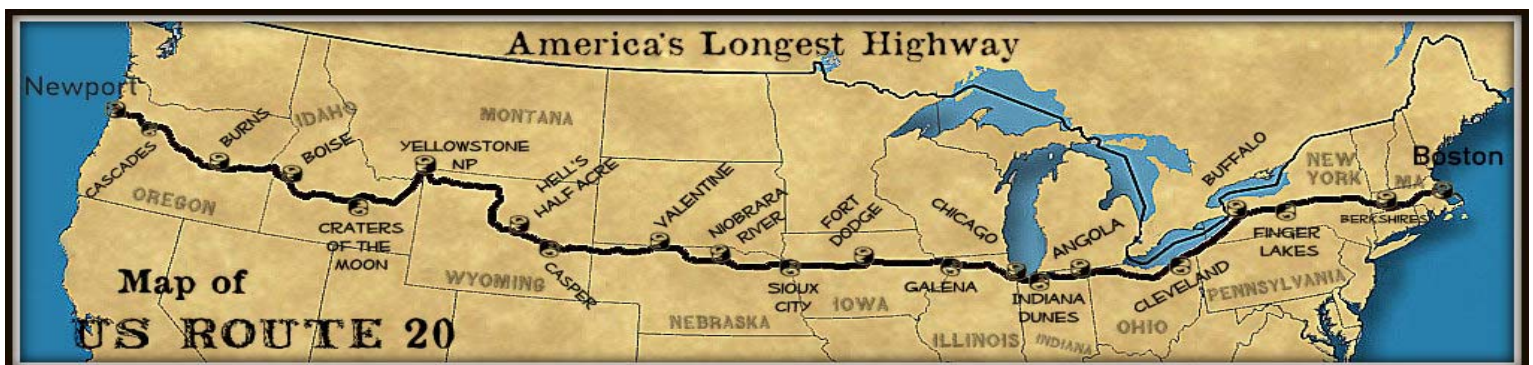 America's Longest Highway
Newport
CASCADES
OREGON
BURNS
IDAHO
BOISE
CRATERS
OF THE
MOON
MONTANA
YELLOWSTONE
NP
HELL'S
HALF ACRE
WYOMING
CASPER
VALENTINE
NIOBRARA
RIVER
NEBRASKA
SIOUX
CITY
FORT
DODGE
IOWA
GALENA
CHICAGO
ILLINOIS
INDIANA
DUNES
INDIANA
ANGOLA
OHIO
CLEVELAND
BUFFALO
PENNSYLVANIA
FINGER
LAKES
NEW
YORK
BERKSHIRES
MA
Boston
Map of
US ROUTE 20